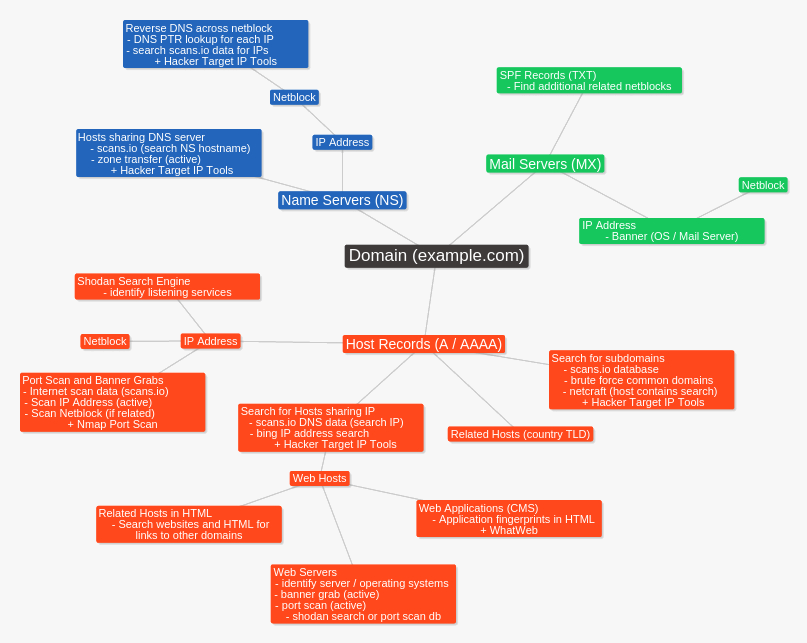 Reverse DNS across netblock
- DNS PTR lookup for each IP
- search scans.io data for IPs
+ Hacker Target IP Tools
Netblock
IP Address
Hosts sharing DNS server
- scans.io (search NS hostname)
- zone transfer (active)
+ Hacker Target IP Tools
Name Servers (NS)
SPF Records (TXT)
- Find additional related netblocks
Mail Servers (MX)
Netblock
IP Address
- Banner (OS / Mail Server)
Domain (example.com)
Shodan Search Engine
- identify listening services
Netblock
IP Address
Host Records (A / AAAA)
Port Scan and Banner Grabs
- Internet scan data (scans.io)
- Scan IP Address (active)
- Scan Netblock (if related)
+ Nmap Port Scan
Search for subdomains
- scans.io database
- brute force common domains
- netcraft (host contains search)
+ Hacker Target IP Tools
Search for Hosts sharing IP
- scans.io DNS data (search IP)
- bing IP address search
+ Hacker Target IP Tools
Related Hosts (country TLD)
Web Hosts
Related Hosts in HTML
- Search websites and HTML for
links to other domains
Web Applications (CMS)
- Application fingerprints in HTML
+ WhatWeb
Web Servers
- identify server / operating systems
- banner grab (active)
- port scan (active)
- shodan search or port scan db